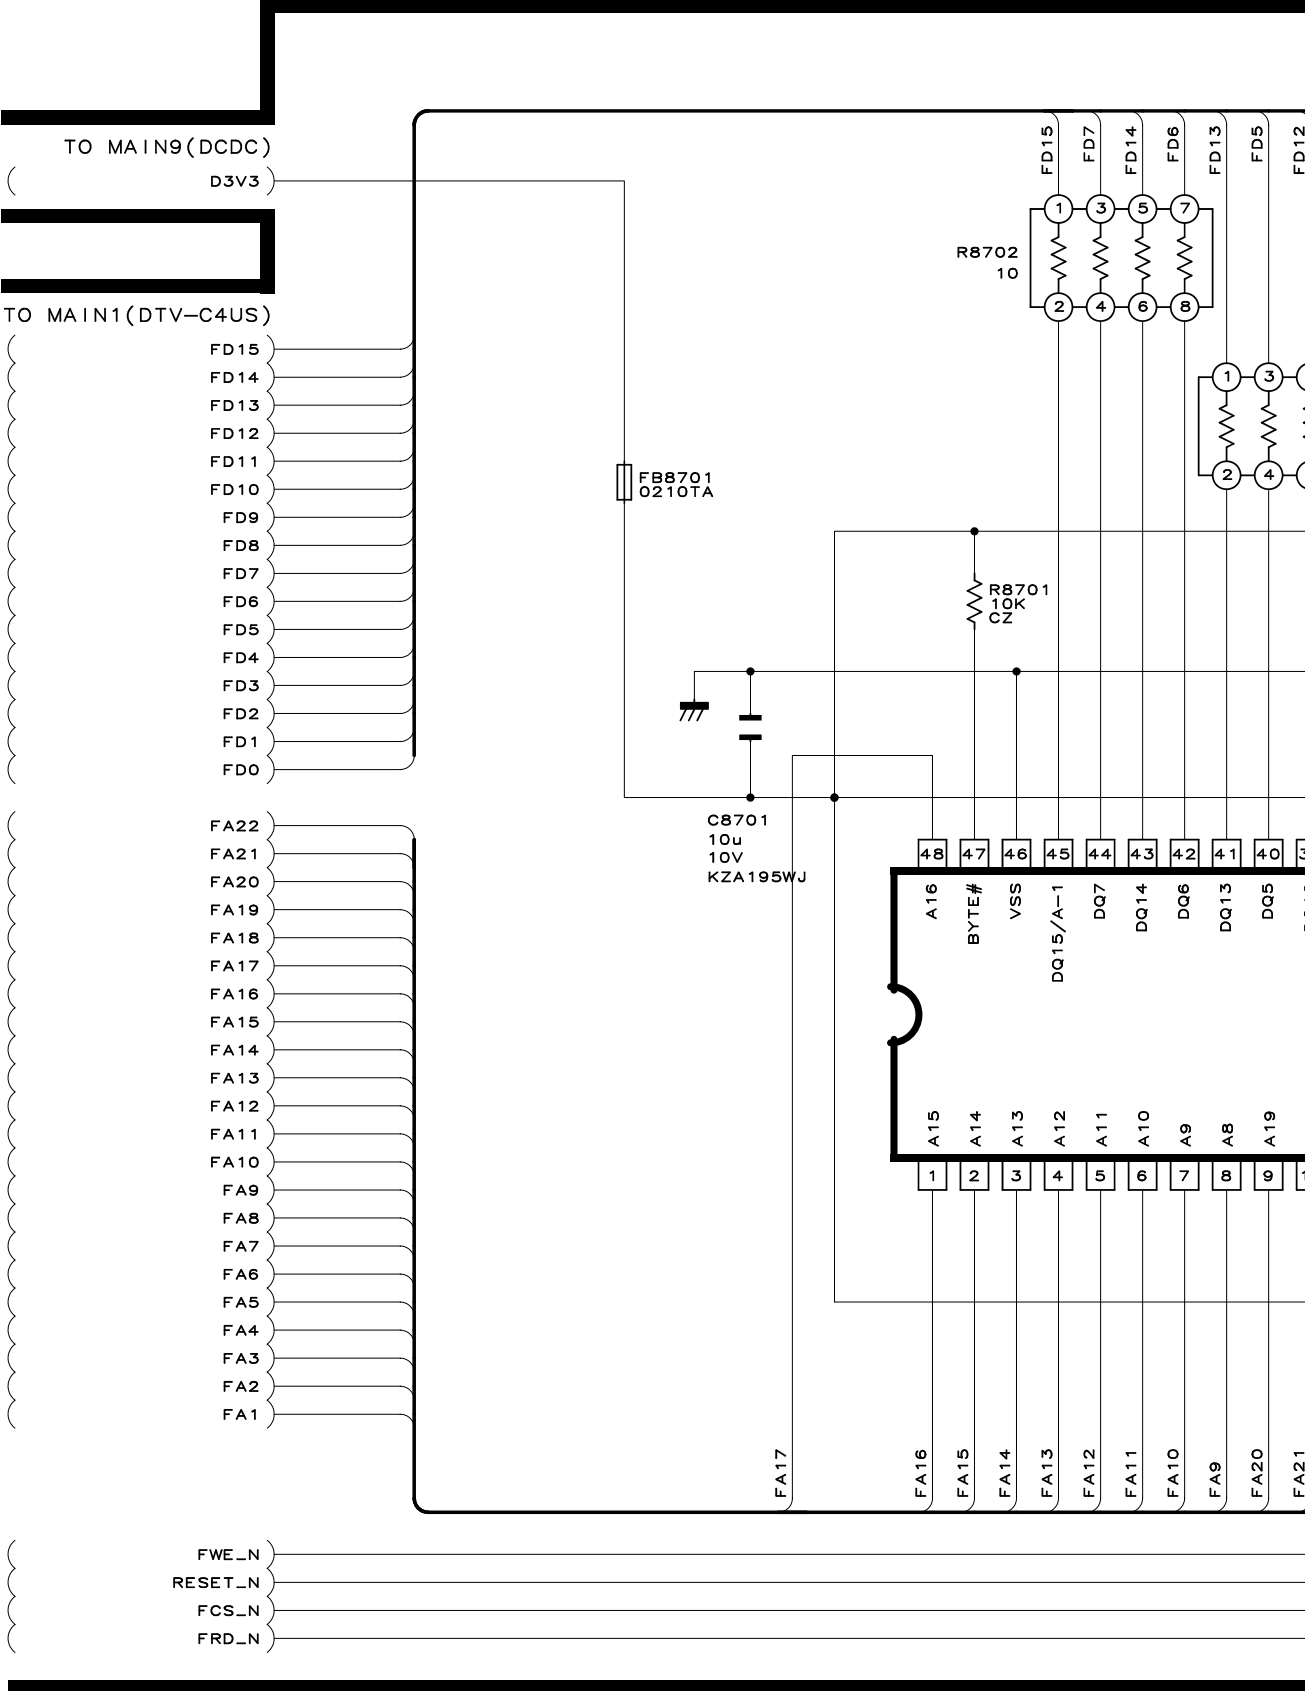 TO MAIN9(DCDC)
D3V3
TO MAIN1(DTV-C4US)
FD15
FD14
FD13
FD12
FD11
FD10
FD9
FD8
FD7
FD6
FD5
FD4
FD3
FD2
FD1
FD0
FA22
FA21
FA20
FA19
FA18
FA17
FA16
FA15
FA14
FA13
FA12
FA11
FA10
FA9
FA8
FA7
FA6
FA5
FA4
FA3
FA2
FA1
FWE_N
RESET_N
FCS_N
FRD_N
FB8701
0210TA
FD15 FD7 FD14 FD6 FD13 FD5 FD12
1 3 5 7
R8702
10
2 4 6 8
1 3
2 4
R8701
10K
CZ
C8701
10u
10V
KZA195WJ
48 47 46 45 44 43 42 41 40
A16 BYTE# VSS DQ15/A-1 DQ7 DQ14 DQ6 DQ13 DQ5
A15 A14 A13 A12 A11 A10 A9 A8 A19
1 2 3 4 5 6 7 8 9
FA17 FA16 FA15 FA14 FA13 FA12 FA11 FA10 FA9 FA20 FA21